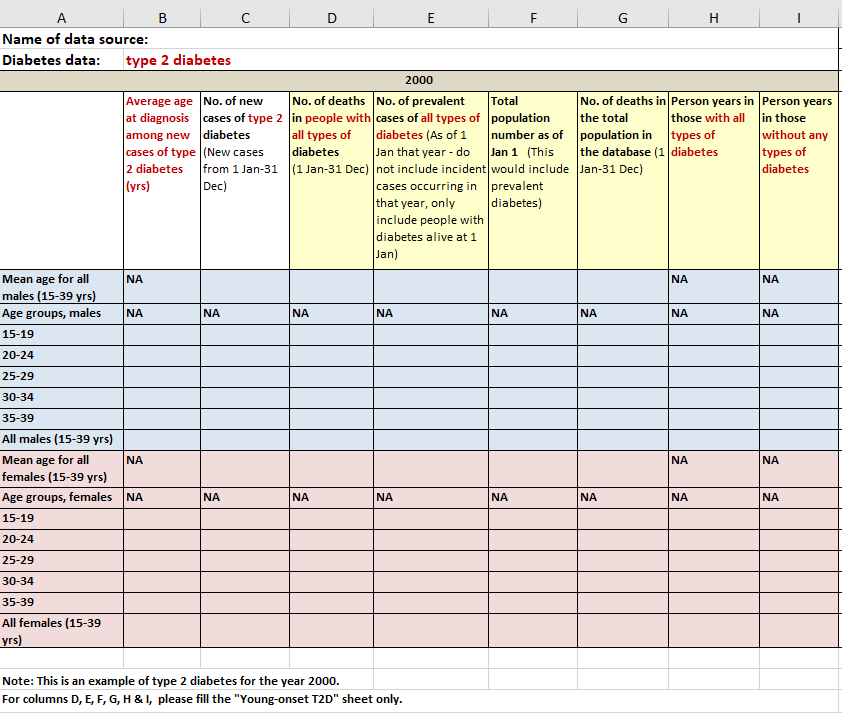 A B C D E F G H I
Name of data source:
Diabetes data: type 2 diabetes
2000
Average age
at diagnosis
among new
cases of type
2 diabetes
(yrs)
No. of new
cases of type 2
diabetes
(New cases
from 1 Jan-31
Dec)
No. of deaths
in people with
all types of
diabetes
(1 Jan-31 Dec)
No. of prevalent
cases of all types of
diabetes (As of 1
Jan that year - do
not include incident
cases occurring in
that year, only
include people with
diabetes alive at 1
Jan)
Total
population
number as of
Jan 1 (This
would include
prevalent
diabetes)
No. of deaths in
the total
population in
the database (1
Jan-31 Dec)
Person years in
those with all
types of
diabetes
Person years
in those
without any
types of
diabetes
Mean age for all
males (15-39 yrs)
NA NA NA
Age groups, males NA NA NA NA NA NA NA NA
15-19
20-24
25-29
30-34
35-39
All males (15-39 yrs)
Mean age for all
females (15-39 yrs)
NA NA NA
Age groups, females NA NA NA NA NA NA NA NA
15-19
20-24
25-29
30-34
35-39
All females (15-39
yrs)
Note: This is an example of type 2 diabetes for the year 2000.
For columns D, E, F, G, H & I, please fill the "Young-onset T2D" sheet only.